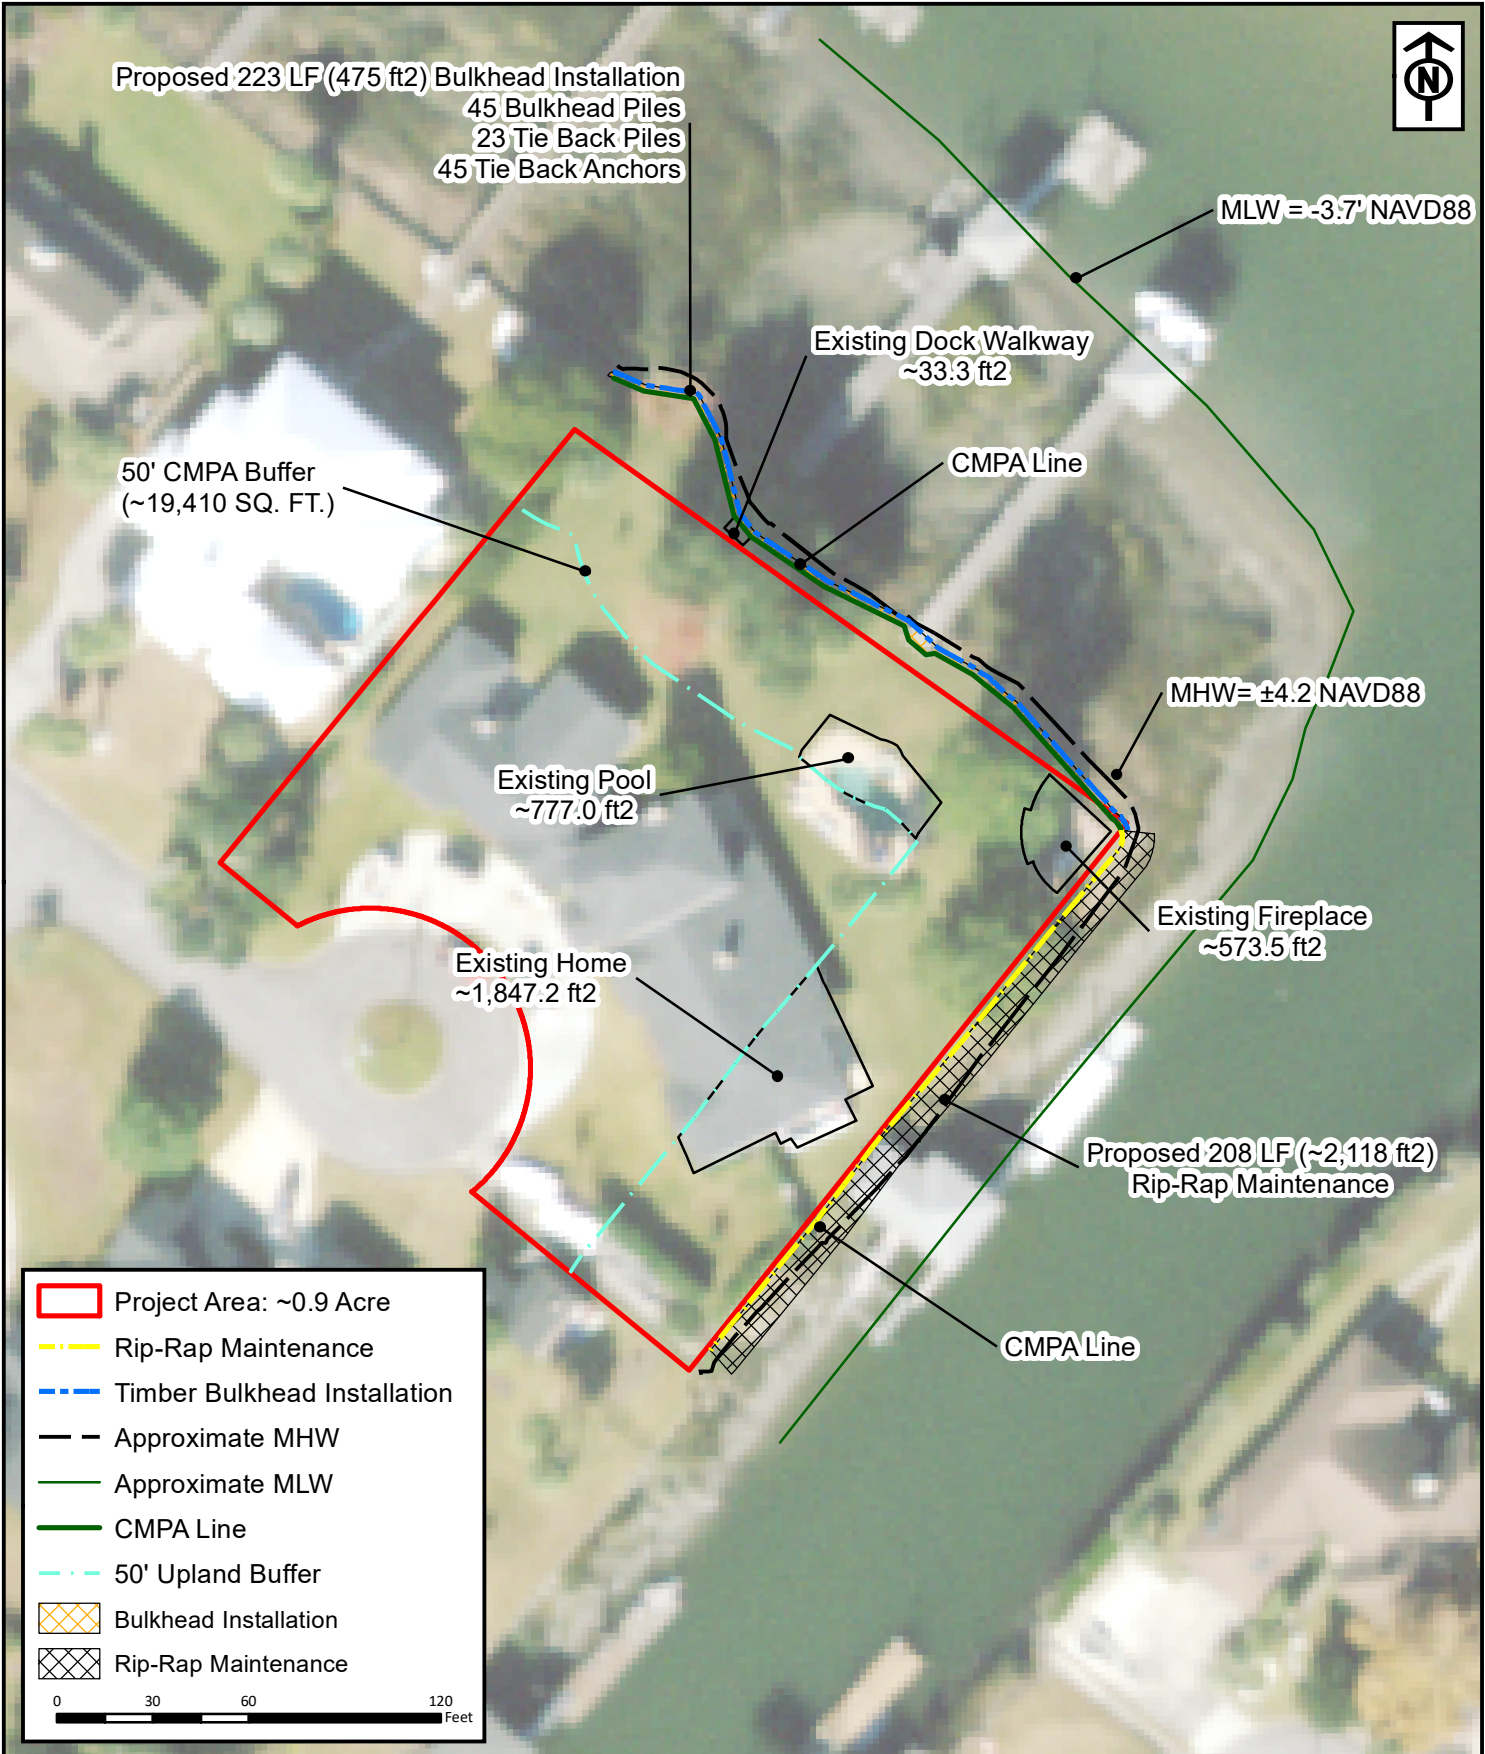 Proposed 223 LF (475 ft2) Bulkhead Installation
45 Bulkhead Piles
23 Tie Back Piles
45 Tie Back Anchors
N
MLW = -3.7' NAVD88
Existing Dock Walkway
~33.3 ft2
CMPA Line
50' CMPA Buffer
(~19,410 SQ. FT.)
MHW= ±4.2 NAVD88
Existing Pool
~777.0 ft2
Existing Fireplace
~573.5 ft2
Existing Home
~1,847.2 ft2
Proposed 208 LF (~2,118 ft2)
Rip-Rap Maintenance
CMPA Line
Project Area: ~0.9 Acre
Rip-Rap Maintenance
Timber Bulkhead Installation
Approximate MHW
Approximate MLW
CMPA Line
50' Upland Buffer
Bulkhead Installation
Rip-Rap Maintenance
0 30 60 120
Feet